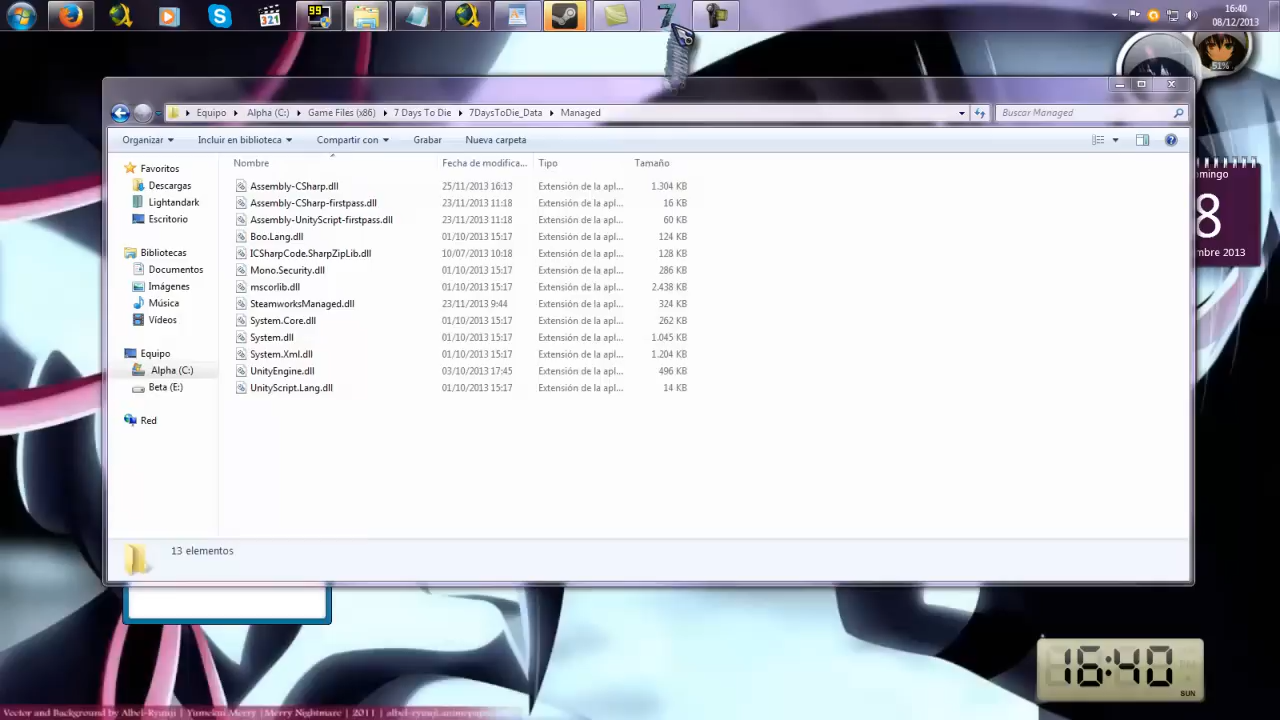 321
99
16:40
08/12/2013
51%
Equipo
Alpha (C:)
Game Files (x86)
7 Days To Die
7DaysToDie_Data
Managed
Buscar Managed
Organizar
Incluir en biblioteca
Compartir con
Grabar
Nueva carpeta
Favoritos
Descargas
Lightandark
Escritorio
Bibliotecas
Documentos
Imágenes
Música
Vídeos
Equipo
Alpha (C:)
Beta (E:)
Red
Nombre Fecha de modifica... Tipo Tamaño
Assembly-CSharp.dll 25/11/2013 16:13 Extensión de la apl... 1.304 KB
Assembly-CSharp-firstpass.dll 23/11/2013 11:18 Extensión de la apl... 16 KB
Assembly-UnityScript-firstpass.dll 23/11/2013 11:18 Extensión de la apl... 60 KB
Boo.Lang.dll 01/10/2013 15:17 Extensión de la apl... 124 KB
ICSharpCode.SharpZipLib.dll 10/07/2013 10:18 Extensión de la apl... 128 KB
Mono.Security.dll 01/10/2013 15:17 Extensión de la apl... 286 KB
mscorlib.dll 01/10/2013 15:17 Extensión de la apl... 2.438 KB
SteamworksManaged.dll 23/11/2013 9:44 Extensión de la apl... 324 KB
System.Core.dll 01/10/2013 15:17 Extensión de la apl... 262 KB
System.dll 01/10/2013 15:17 Extensión de la apl... 1.045 KB
System.Xml.dll 01/10/2013 15:17 Extensión de la apl... 1.204 KB
UnityEngine.dll 03/10/2013 17:45 Extensión de la apl... 496 KB
UnityScript.Lang.dll 01/10/2013 15:17 Extensión de la apl... 14 KB
13 elementos
omingo
8
mbre 2013
16:40
SUN
Vector and Background by Albel-Ryuuji | Yumekui Merry |Merry Nightmare | 2011 |